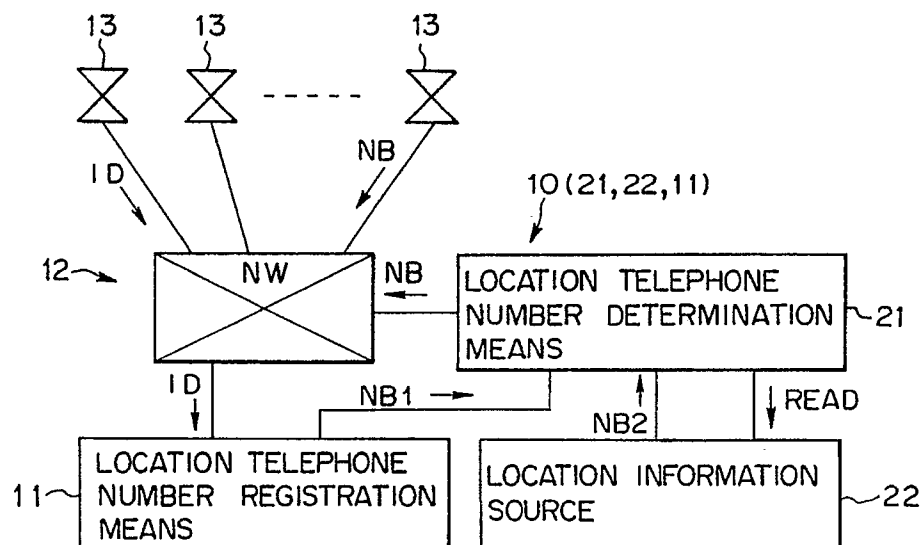 13 13 13
ID NB
10(21,22,11)
12 NW NB
LOCATION TELEPHONE
NUMBER DETERMINATION
MEANS
21
ID NB1 NB2 READ
LOCATION TELEPHONE
NUMBER REGISTRATION
MEANS
11
LOCATION INFORMATION
SOURCE
22